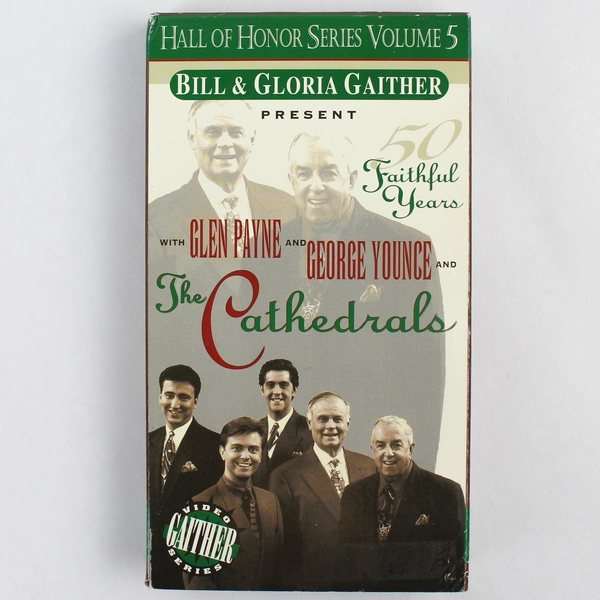 HALL OF HONOR SERIES VOLUME 5
BILL & GLORIA GAITHER
PRESENT
50
Faithful
Years
WITH GLEN PAYNE AND
GEORGE YOUNCE AND
The Cathedrals
VIDEO
GAITHER
SERIES